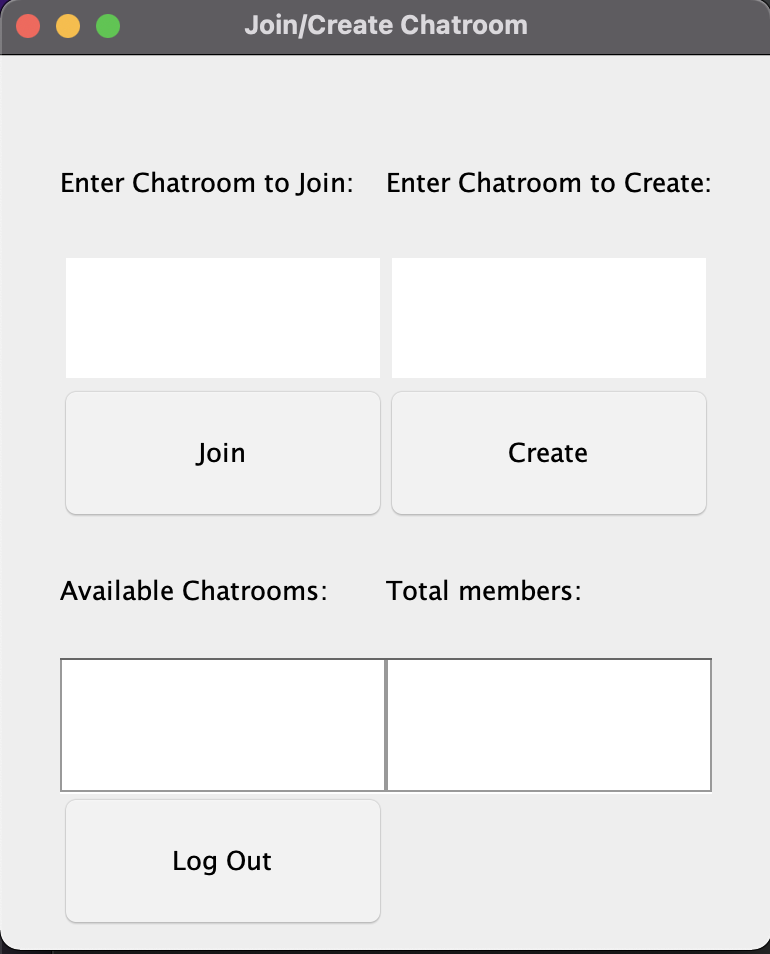 Join/Create Chatroom
Enter Chatroom to Join: Enter Chatroom to Create:
Join Create
Available Chatrooms: Total members:
Log Out